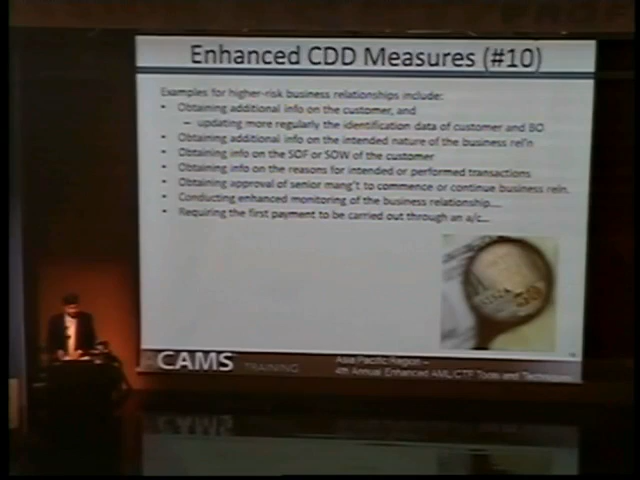 Enhanced CDD Measures (#10)
Examples for higher-risk business relationships include:
• Obtaining additional info on the customer, and
– updating more regularly the identification data of customer and BO
• Obtaining additional info on the intended nature of the business rel'n
• Obtaining info on the SOF or SOW of the customer
• Obtaining info on the reasons for intended or performed transactions
• Obtaining approval of senior mang't to commence or continue business reln.
• Conducting enhanced monitoring of the business relationship....
• Requiring the first payment to be carried out through an a/c...
ACAMS TRAINING
Asia Pacific Region –
4th Annual Enhanced AML/CTF Tools and Techniques